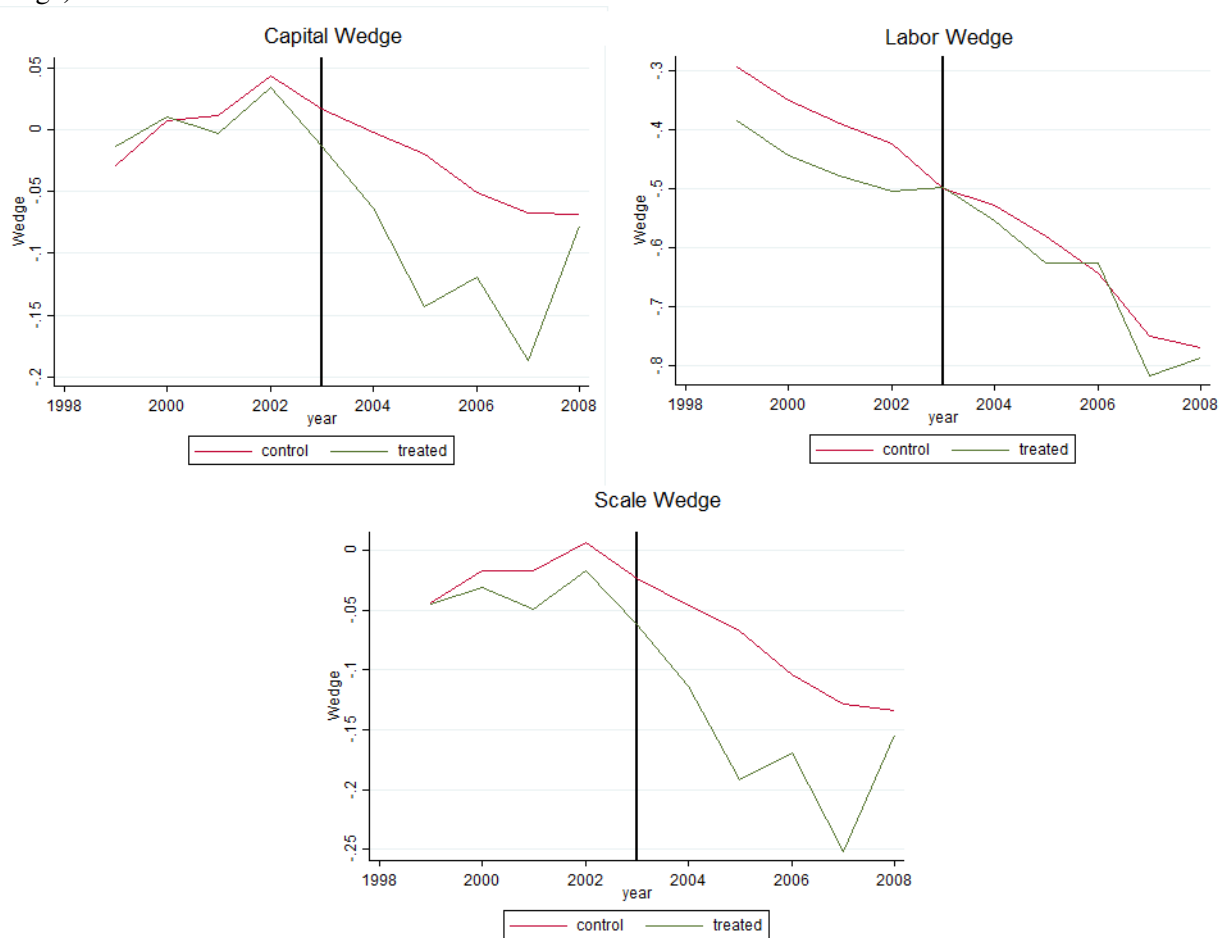 Capital Wedge
.05
0
-.05
-.1
-.15
-.2
Wedge
1998 2000 2002 2004 2006 2008
year
control treated
Labor Wedge
-.3
-.4
-.5
-.6
-.7
-.8
Wedge
1998 2000 2002 2004 2006 2008
year
control treated
Scale Wedge
0
-.05
-.1
-.15
-.2
-.25
Wedge
1998 2000 2002 2004 2006 2008
year
control treated